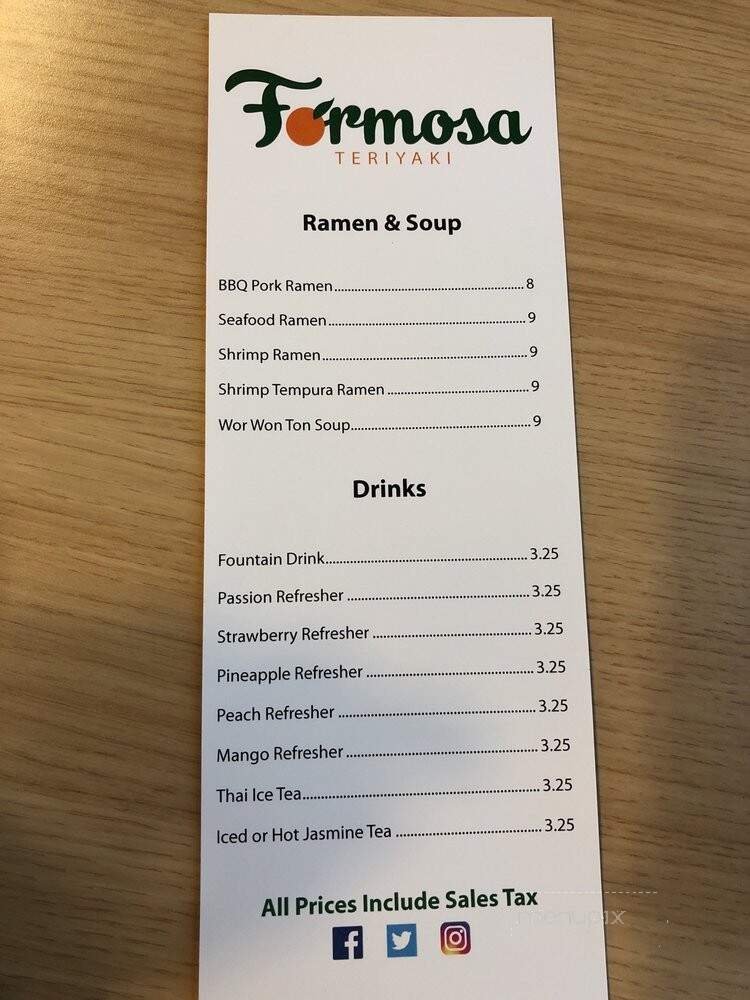 Formosa
TERIYAKI
Ramen & Soup
BBQ Pork Ramen 8
Seafood Ramen 9
Shrimp Ramen 9
Shrimp Tempura Ramen 9
Wor Won Ton Soup 9
Drinks
Fountain Drink 3.25
Passion Refresher 3.25
Strawberry Refresher 3.25
Pineapple Refresher 3.25
Peach Refresher 3.25
Mango Refresher 3.25
Thai Ice Tea 3.25
Iced or Hot Jasmine Tea 3.25
All Prices Include Sales Tax